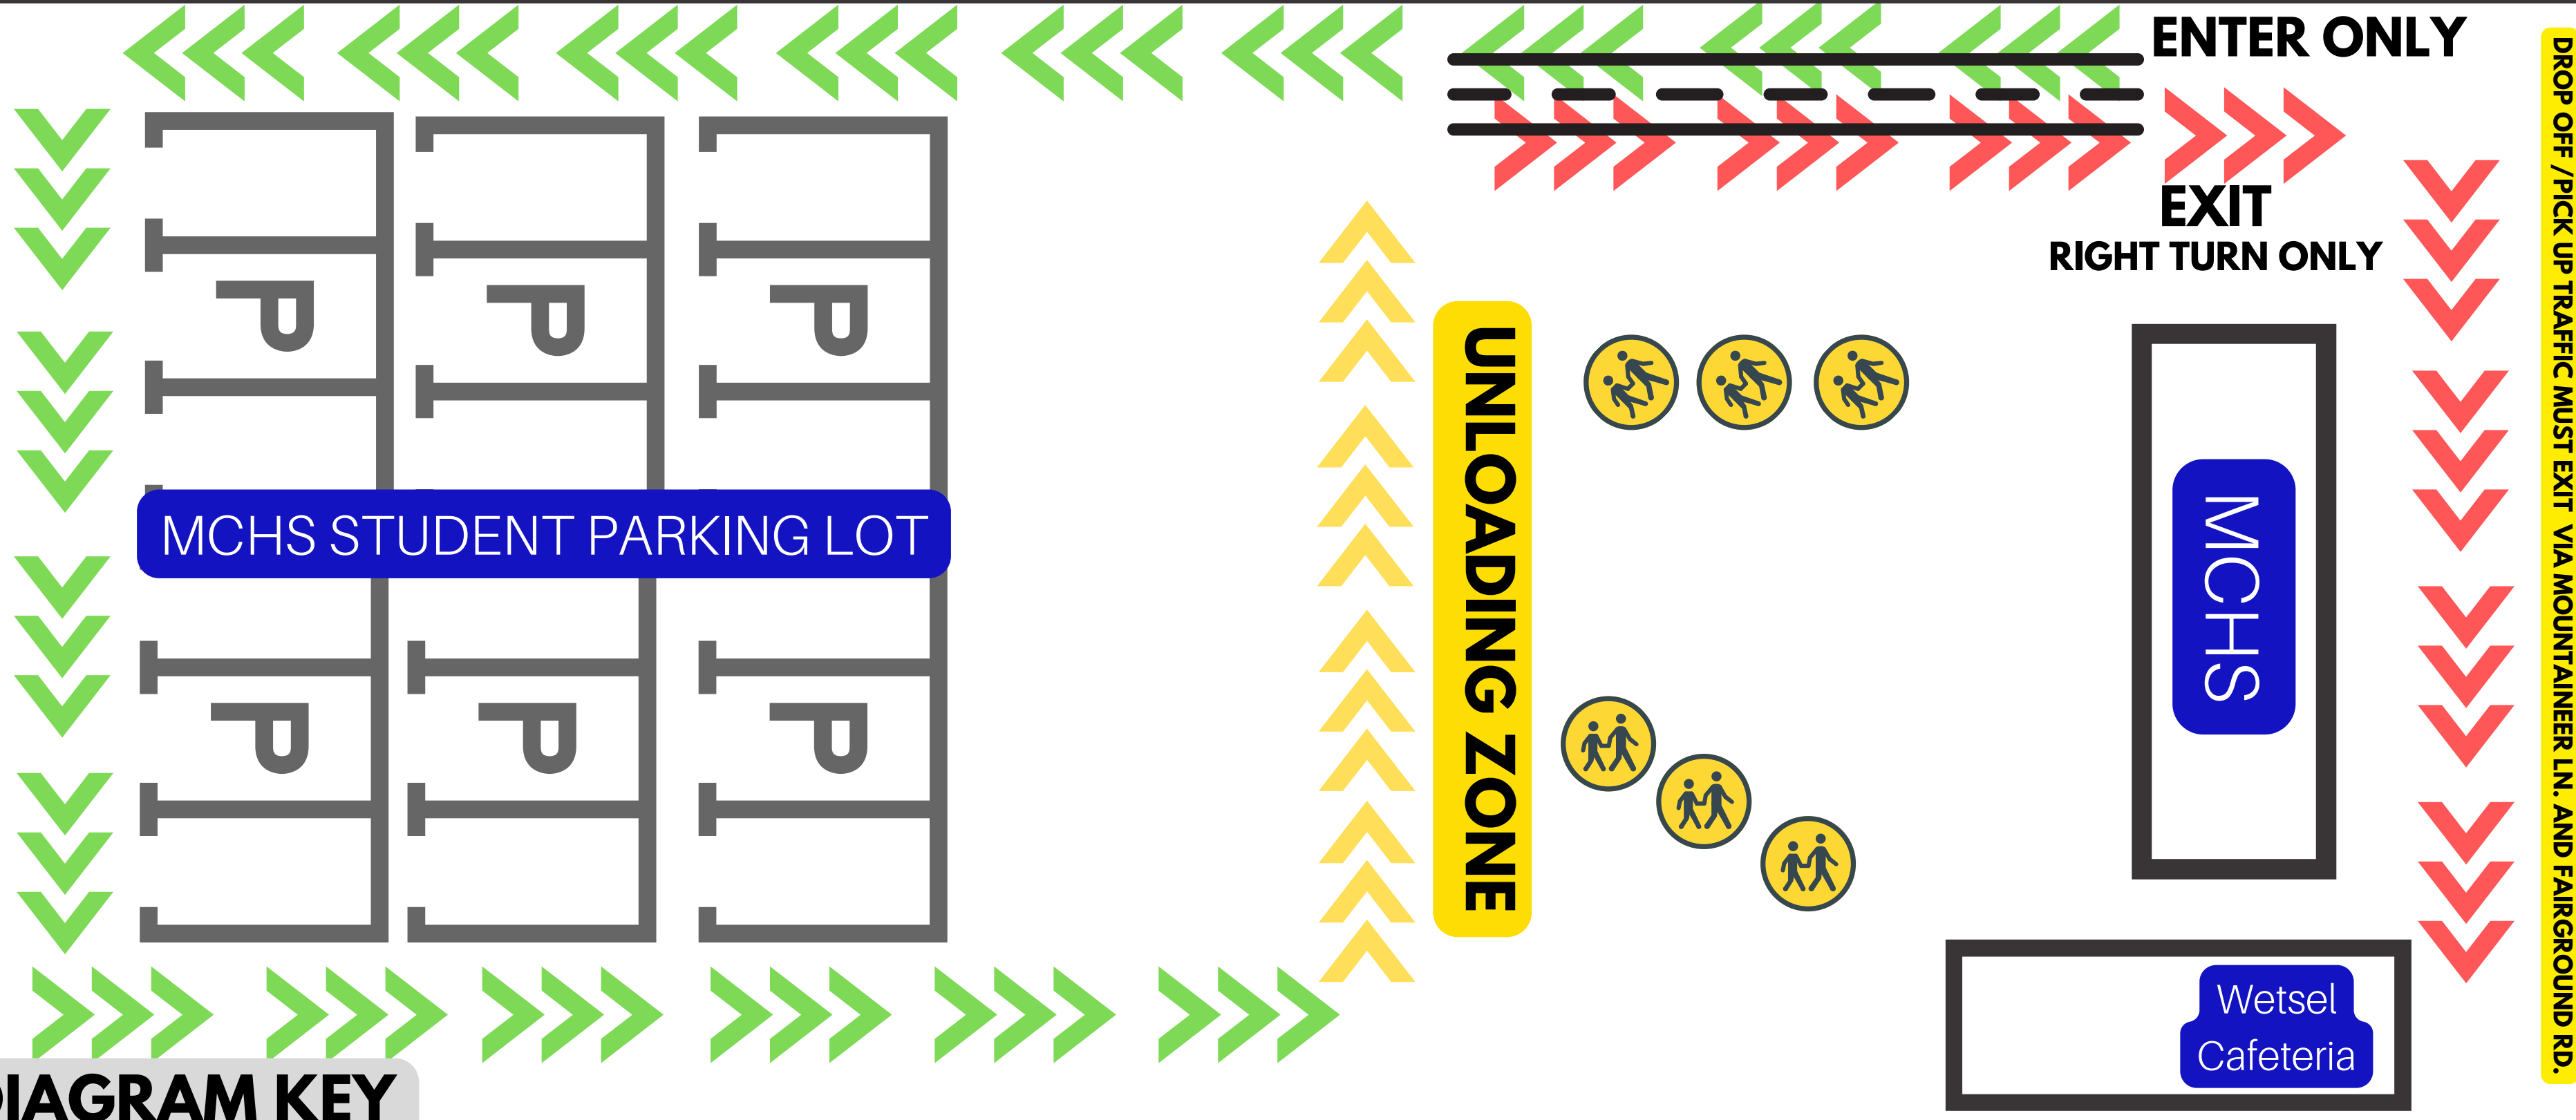 ENTER ONLY
EXIT
RIGHT TURN ONLY
DROP OFF /PICK UP TRAFFIC MUST EXIT VIA MOUNTAINEER LN. AND FAIRGROUND RD.
P
P
P
MCHS STUDENT PARKING LOT
P
P
P
UNLOADING ZONE
MCHS
Wetsel
Cafeteria
DIAGRAM KEY